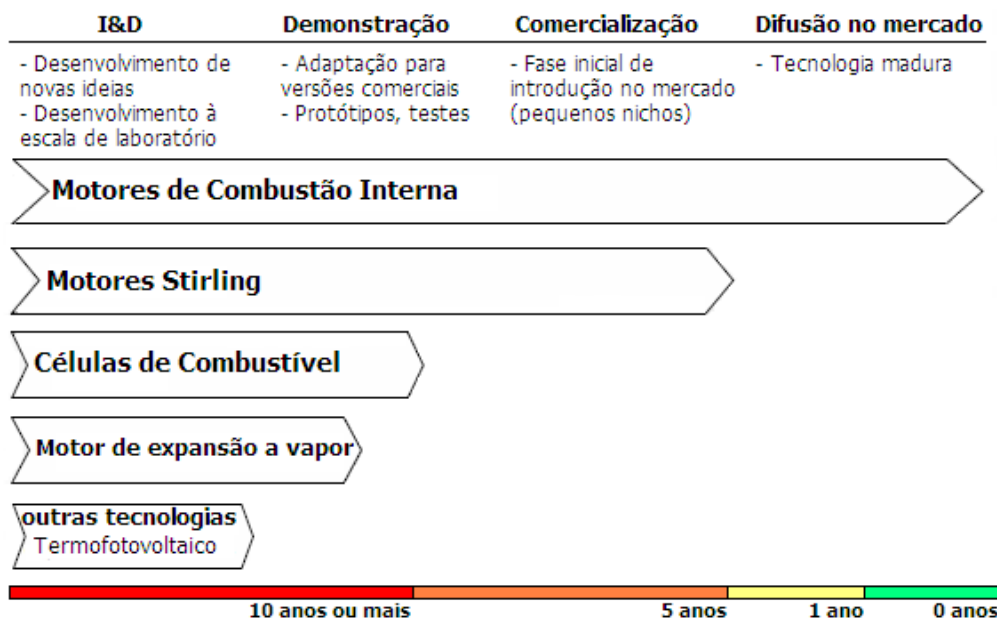 I&D
Demonstração
Comercialização
Difusão no mercado
- Desenvolvimento de
novas ideias
- Desenvolvimento à
escala de laboratório
- Adaptação para
versões comerciais
- Protótipos, testes
- Fase inicial de
introdução no mercado
(pequenos nichos)
- Tecnologia madura
Motores de Combustão Interna
Motores Stirling
Células de Combustível
Motor de expansão a vapor
outras tecnologias
Termofotovoltaico
10 anos ou mais
5 anos
1 ano
0 anos